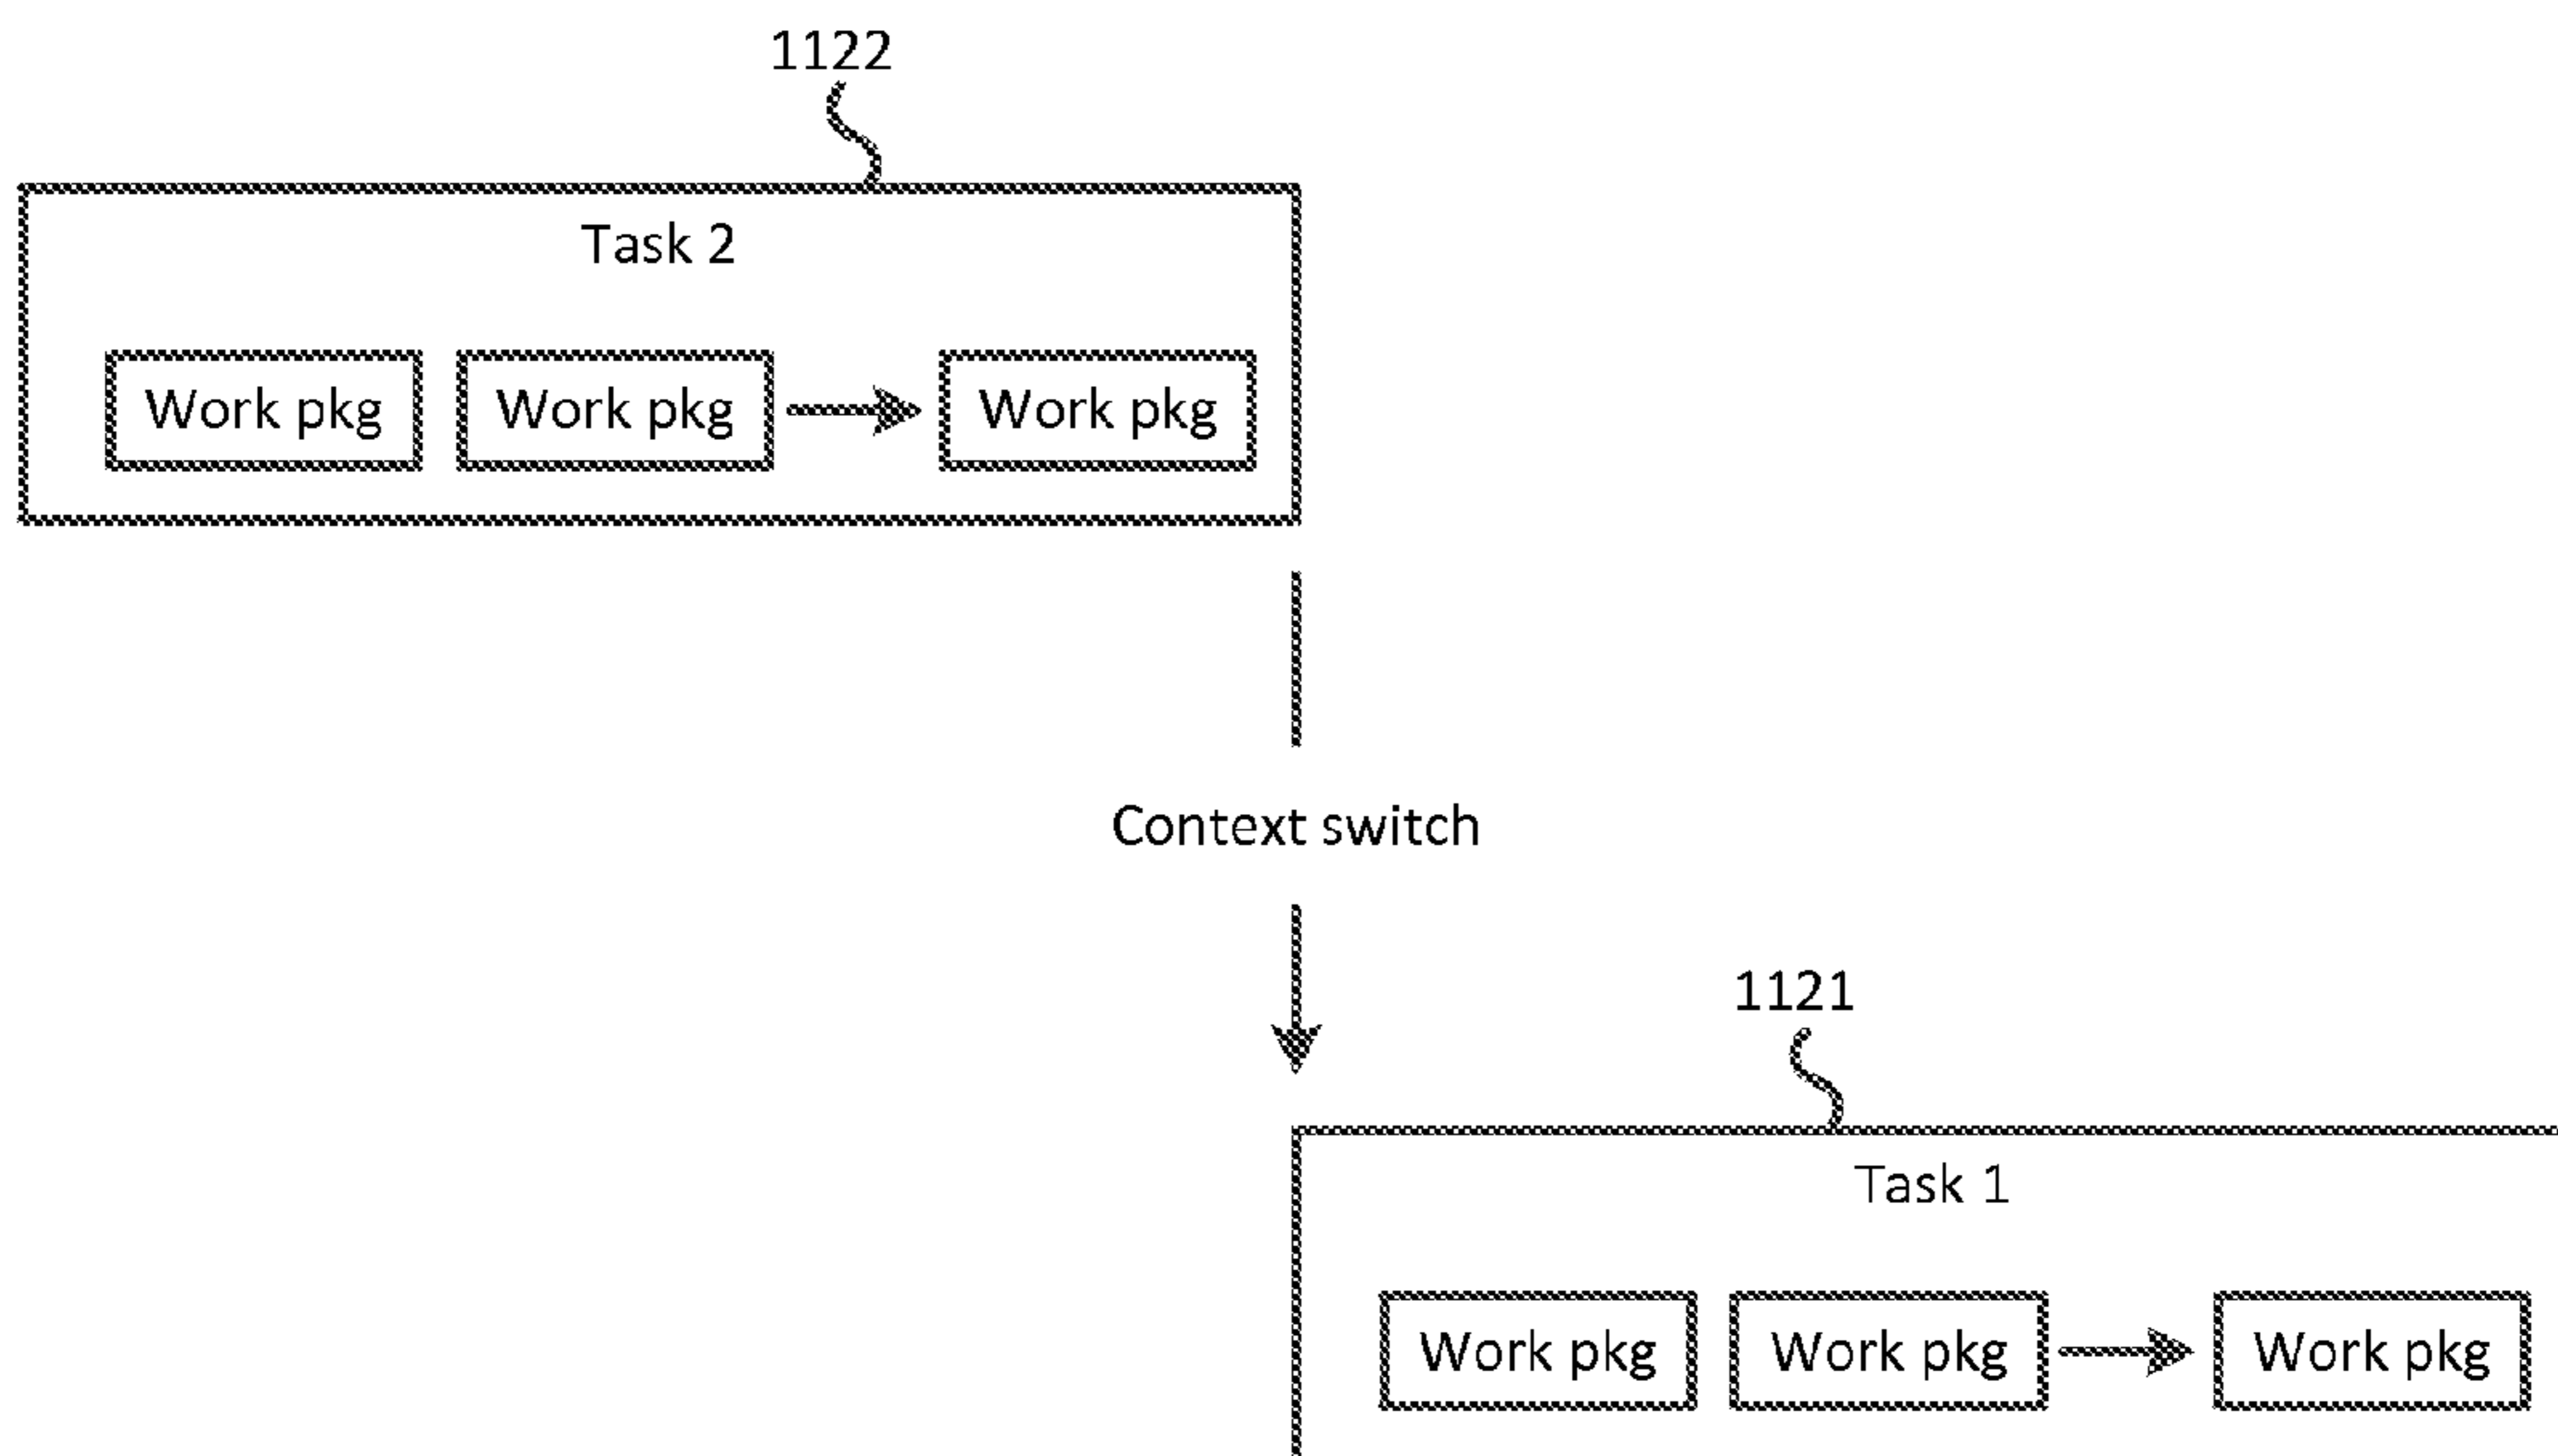 1122
Task 2
Work pkg Work pkg Work pkg
Context switch
1121
Task 1
Work pkg Work pkg Work pkg